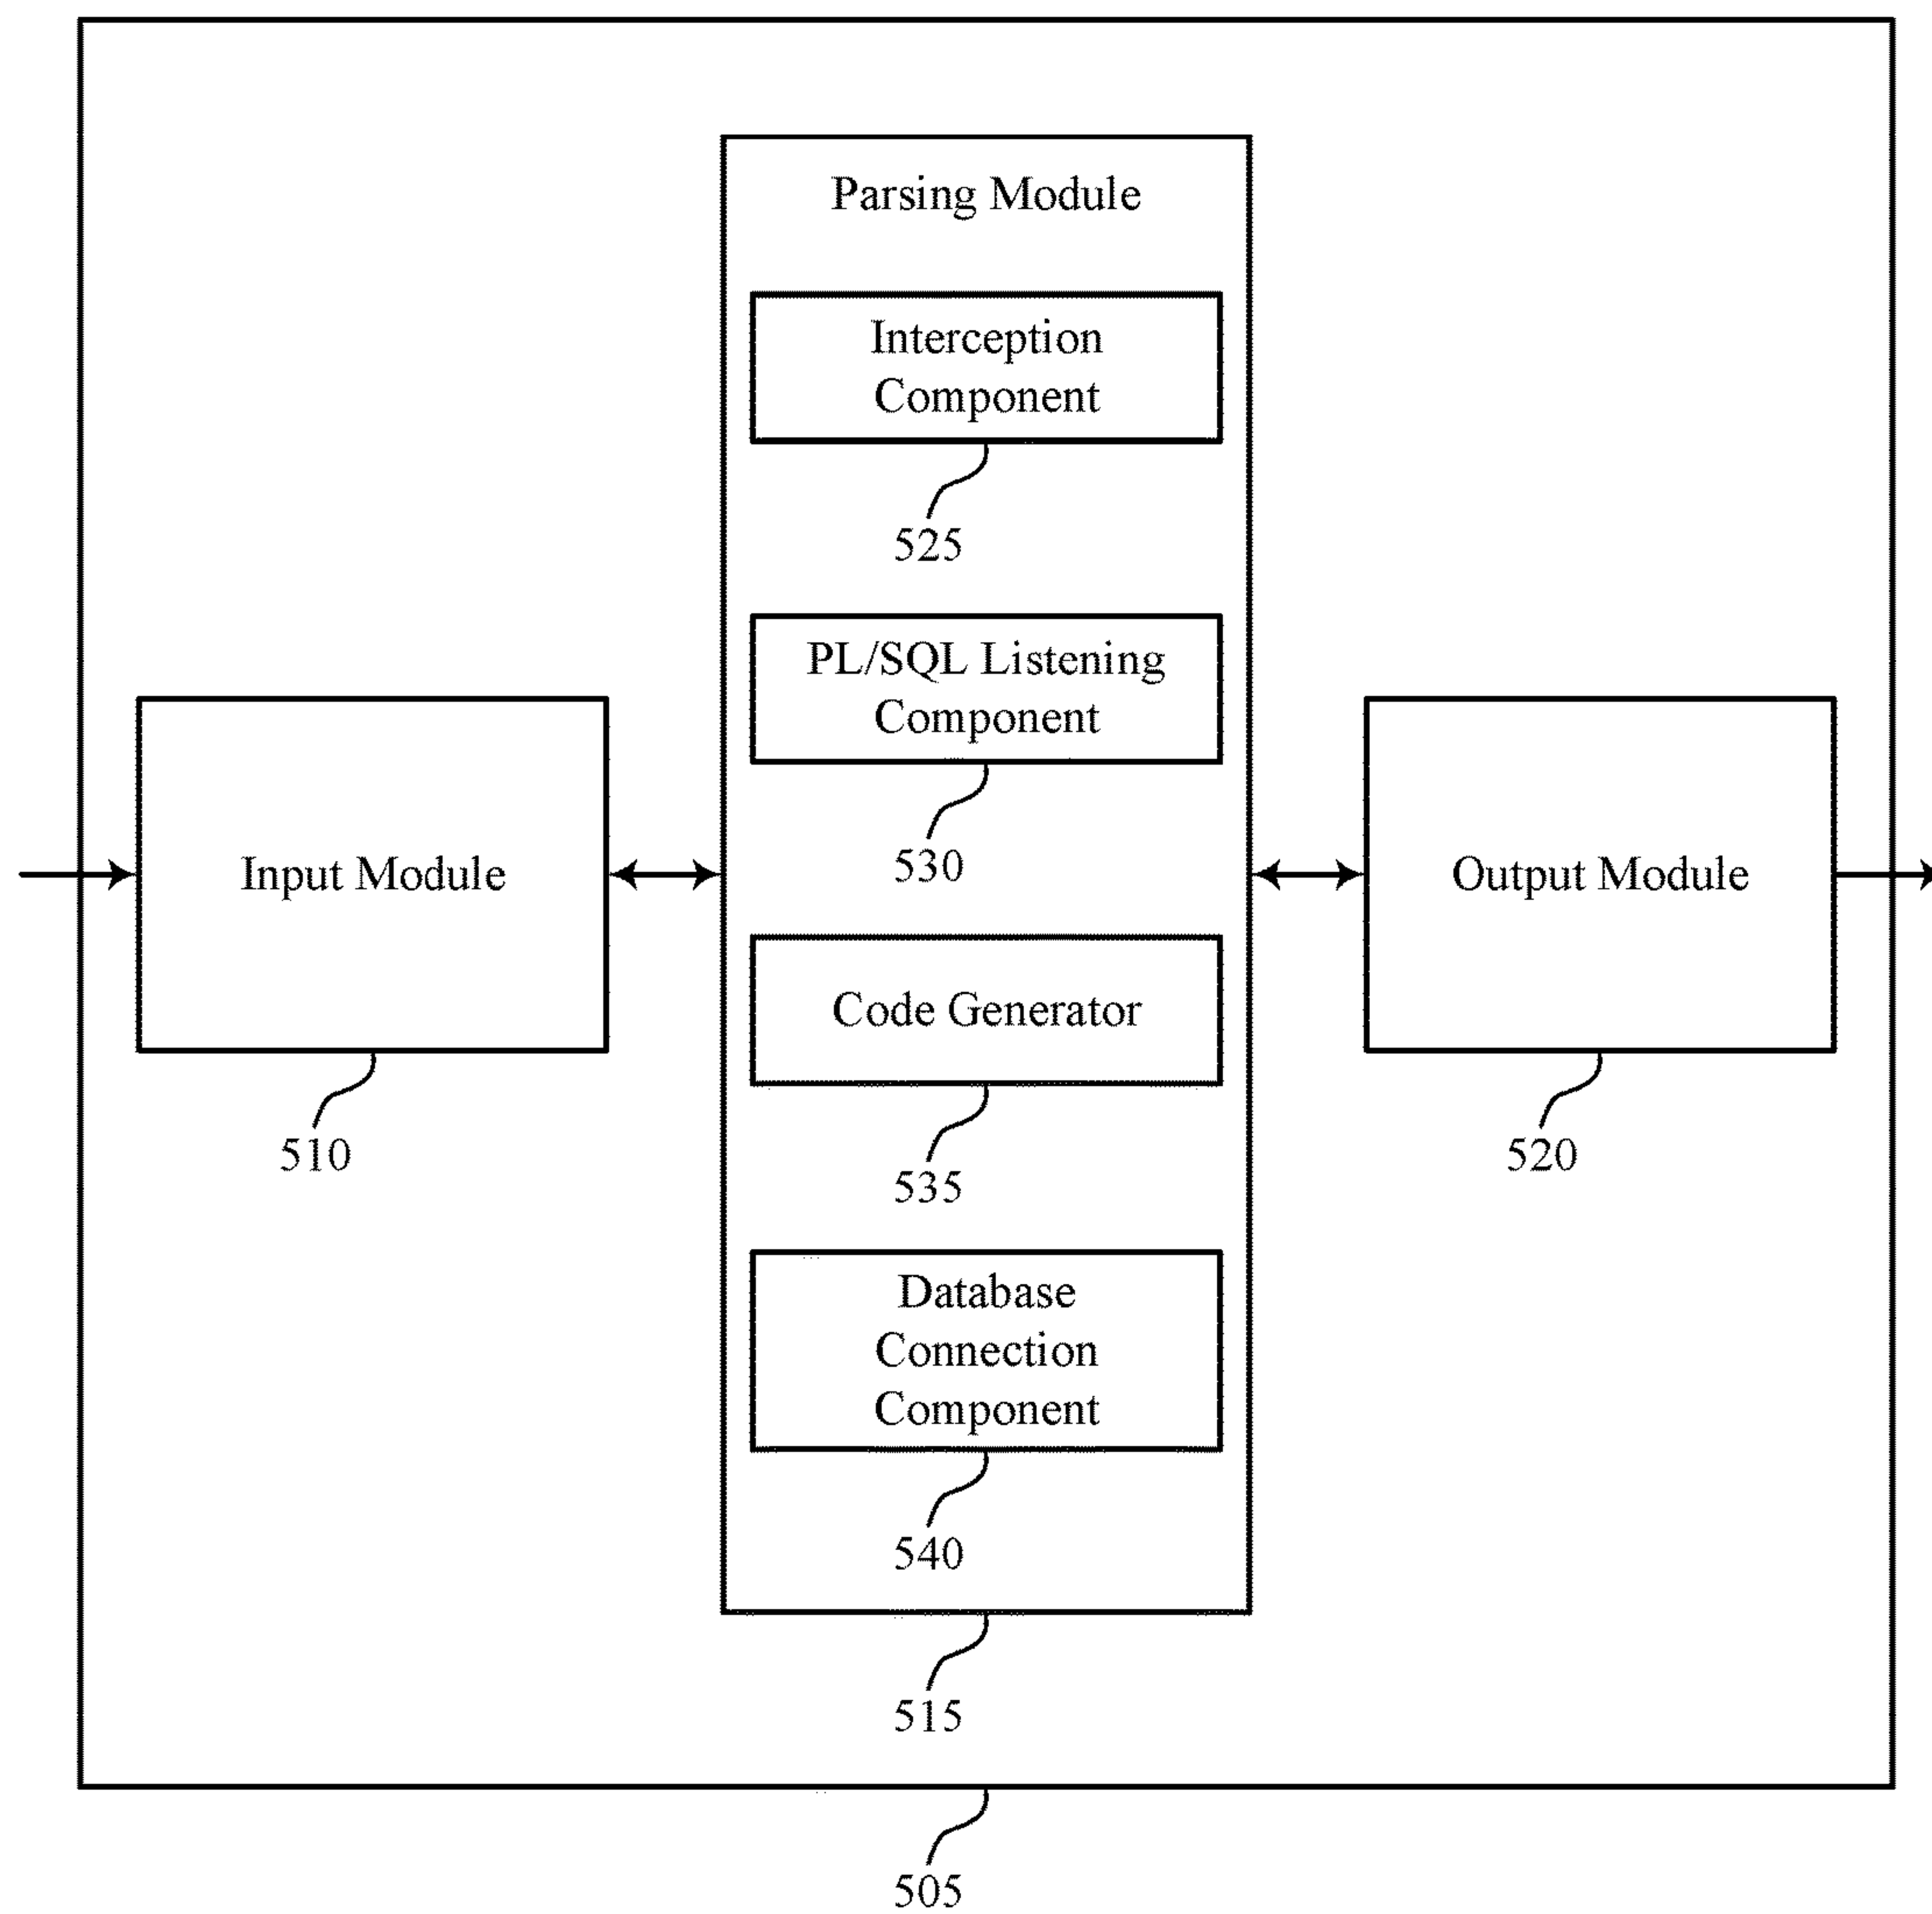 Parsing Module
Interception
Component
525
PL/SQL Listening
Component
530
Input Module
510
Code Generator
535
Database
Connection
Component
540
515
Output Module
520
505